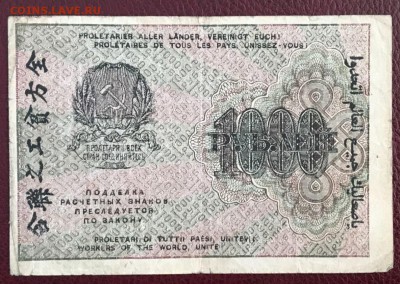 COINS.LAVE.RU
PROLETARIER ALLER LÄNDER, VEREINIGT EUCH!
PROLÉTAIRES DE TOUS LES PAYS, UNISSEZ-VOUS!
ПРОЛЕТАРИИ ВСЕХ
СТРАН СОЕДИНЯЙТЕСЬ
1000
РУБЛЕЙ
ПОДДЕЛКА
РАСЧЕТНЫХ ЗНАКОВ
ПРЕСЛЕДУЕТСЯ
ПО ЗАКОНУ.
PROLETARI DI TUTTI I PAESI, UNITEVI!
WORKERS OF THE WORLD, UNITE!